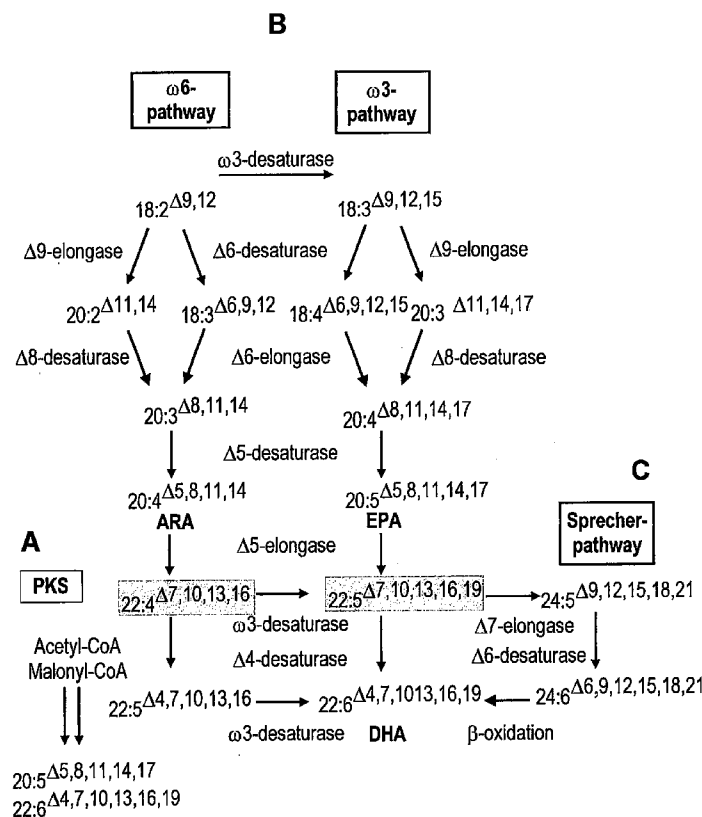 B
ω6-
pathway
ω3-
pathway
ω3-desaturase
18:2Δ9,12
18:3Δ9,12,15
Δ9-elongase
Δ6-desaturase
Δ9-elongase
20:2Δ11,14
18:3Δ6,9,12
18:4Δ6,9,12,15
20:3 Δ11,14,17
Δ8-desaturase
Δ6-elongase
Δ8-desaturase
20:3Δ8,11,14
20:4Δ8,11,14,17
Δ5-desaturase
C
20:4Δ5,8,11,14
20:5Δ5,8,11,14,17
ARA
EPA
Sprecher-
pathway
A
Δ5-elongase
PKS
22:4Δ7,10,13,16
22:5Δ7,10,13,16,19
24:5Δ9,12,15,18,21
ω3-desaturase
Δ7-elongase
Acetyl-CoA
Malonyl-CoA
Δ4-desaturase
Δ6-desaturase
22:5Δ4,7,10,13,16
22:6Δ4,7,1013,16,19
24:6Δ6,9,12,15,18,21
ω3-desaturase
DHA
β-oxidation
20:5Δ5,8,11,14,17
22:6Δ4,7,10,13,16,19